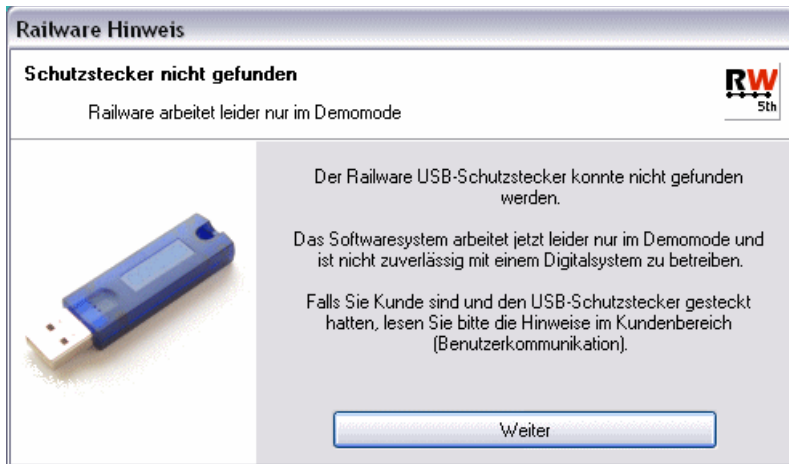 Railware Hinweis
Schutzstecker nicht gefunden
Railware arbeitet leider nur im Demomode
RW
5th
Der Railware USB-Schutzstecker konnte nicht gefunden
werden.
Das Softwaresystem arbeitet jetzt leider nur im Demomode und
ist nicht zuverlässig mit einem Digitalsystem zu betreiben.
Falls Sie Kunde sind und den USB-Schutzstecker gesteckt
hatten, lesen Sie bitte die Hinweise im Kundenbereich
(Benutzerkommunikation).
Weiter